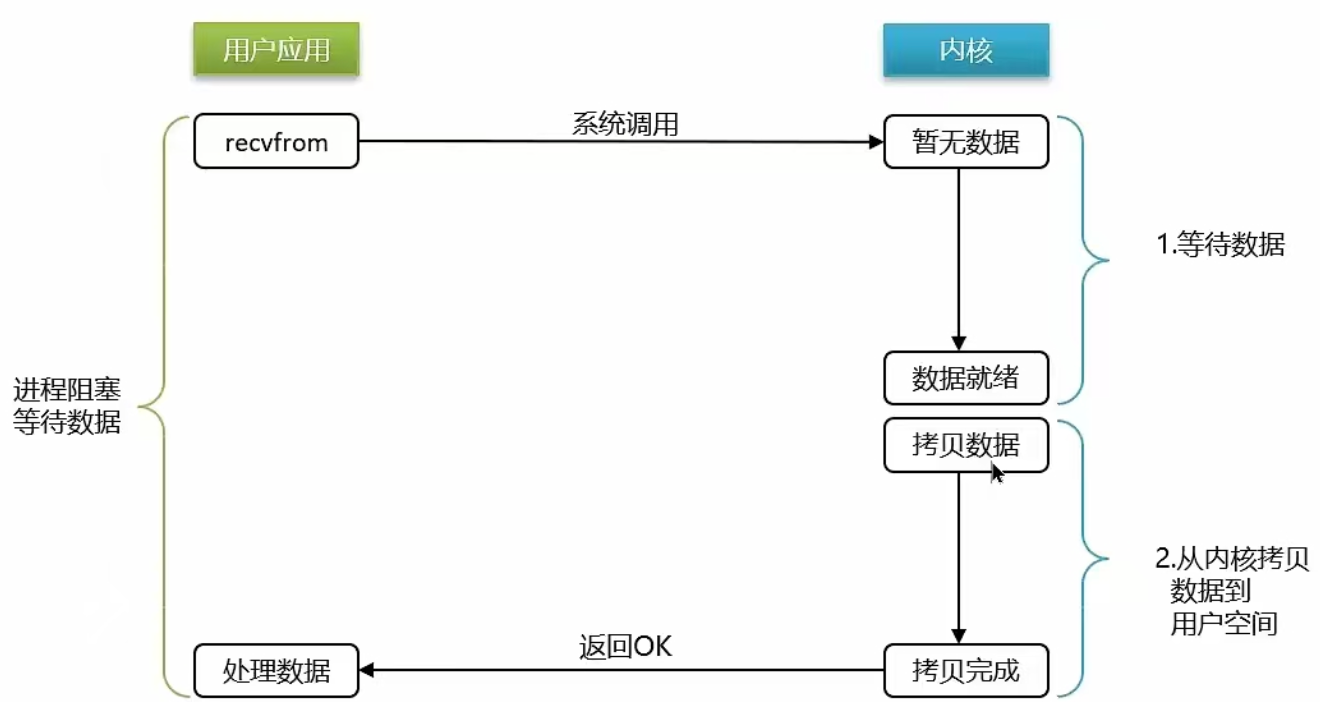 用户应用
内核
recvfrom
系统调用
暂无数据
1.等待数据
数据就绪
进程阻塞
等待数据
拷贝数据
2.从内核拷贝
数据到
用户空间
返回OK
处理数据
拷贝完成